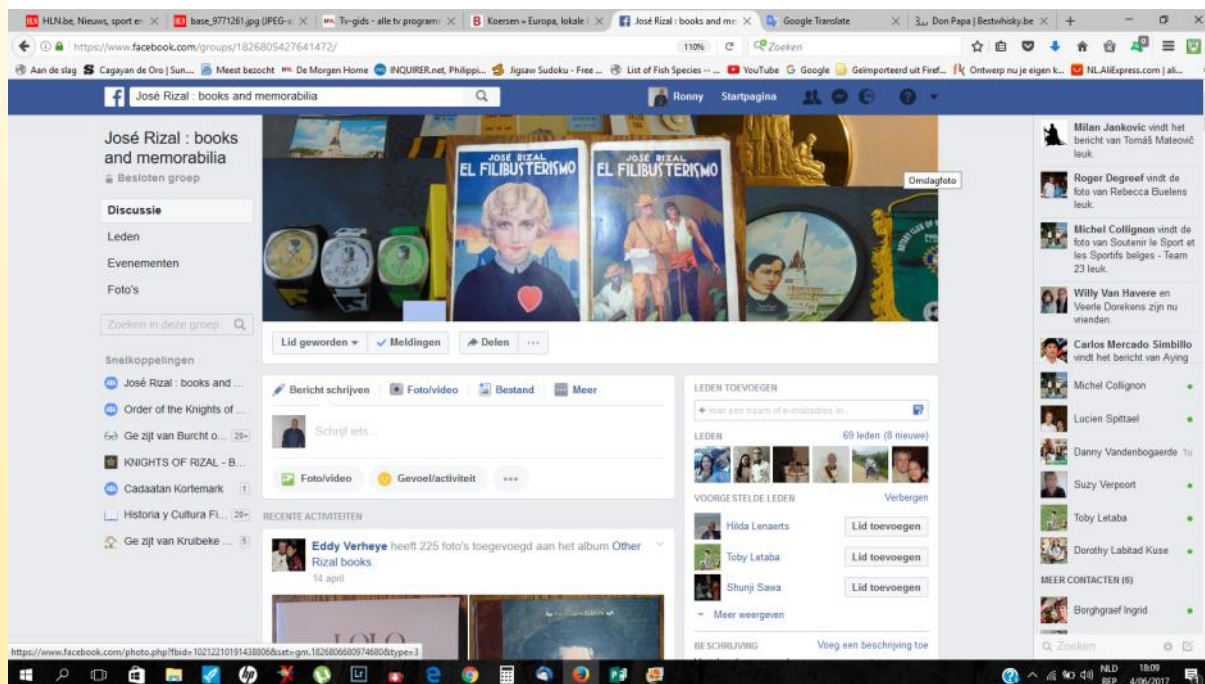 HLN.be, Nieuws, sport en
base_9771261.jpg (JPEG-a
Tv-gids - alle tv programm
Koersen » Europa, lokale
José Rizal : books and me
Google Translate
Don Papa | Bestwhisky.be
https://www.facebook.com/groups/1826805427641472/
110%
Zoeken
Aan de slag
Cagayan de Oro | Sun...
Meest bezocht
De Morgen Home
INQUIRER.net, Philippi...
Jigsaw Sudoku - Free ...
List of Fish Species -- ...
YouTube
Google
Geïmporteerd uit Firef...
Ontwerp nu je eigen k...
NL.AliExpress.com | ali...
José Rizal : books and memorabilia
Ronny
Startpagina
José Rizal : books
and memorabilia
Besloten groep
Discussie
Leden
Evenementen
Foto's
Zoeken in deze groep
Snelkoppelingen
José Rizal : books and ...
Order of the Knights of ...
Ge zijt van Burcht o... 20+
KNIGHTS OF RIZAL - B...
Cadaatan Kortemark 1
Historia y Cultura Fi... 20+
Ge zijt van Kruibeke ... 5
JOSÉ RIZAL
EL FILIBUSTERISMO
JOSÉ RIZAL
EL FILIBUSTERISMO
RIZAL
RIZAL
Omslagfoto
Lid geworden
Meldingen
Delen
Bericht schrijven
Foto/video
Bestand
Meer
Schrijf iets...
Foto/video
Gevoel/activiteit
RECENTE ACTIVITEITEN
Eddy Verheye heeft 225 foto's toegevoegd aan het album Other
Rizal books.
14 april
LOLO
LEDEN TOEVOEGEN
+ Voer een naam of e-mailadres in...
LEDEN
69 leden (8 nieuwe)
VOORGESTELDE LEDEN
Verbergen
Hilda Lenaerts
Lid toevoegen
Toby Letaba
Lid toevoegen
Shunji Sawa
Lid toevoegen
Meer weergeven
BESCHRIJVING
Voeg een beschrijving toe
Milan Jankovic vindt het
bericht van Tomáš Mateovič
leuk.
Roger Degreef vindt de
foto van Rebecca Buelens
leuk.
Michel Collignon vindt de
foto van Soutenir le Sport et
les Sportifs belges - Team
23 leuk.
Willy Van Havere en
Veerle Dorekens zijn nu
vrienden.
Carlos Mercado Simbillo
vindt het bericht van Aying
Michel Collignon
Lucien Spittael
Danny Vandenbogaerde 1u
Suzy Verpoort
Toby Letaba
Dorothy Labitad Kuse
MEER CONTACTEN (6)
Borghgraef Ingrid
Zoeken
https://www.facebook.com/photo.php?fbid=10212210191438806&set=gm.1826806680974680&type=3
NLD
BEP
18:09
4/06/2017